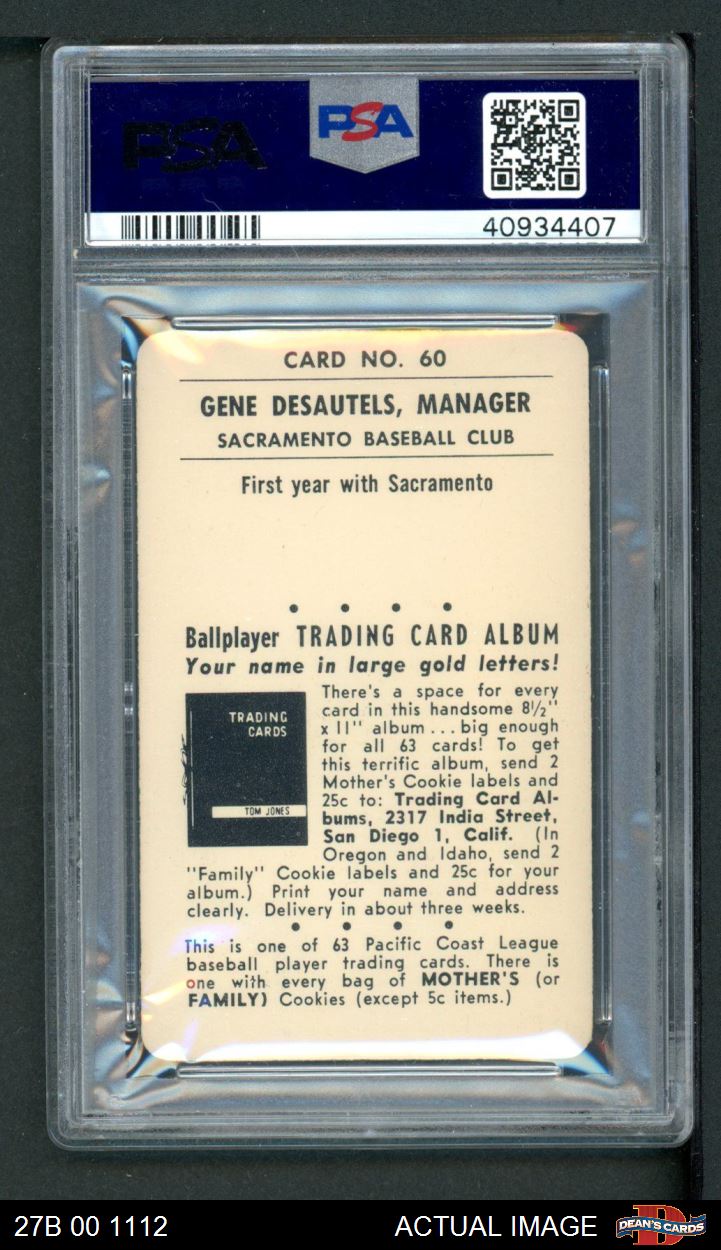 PSA
PSA
40934407
CARD NO. 60
GENE DESAUTELS, MANAGER
SACRAMENTO BASEBALL CLUB
First year with Sacramento
• • • •
Ballplayer TRADING CARD ALBUM
Your name in large gold letters!
TRADING
CARDS
TOM JONES
There's a space for every
card in this handsome 8½"
x 11" album...big enough
for all 63 cards! To get
this terrific album, send 2
Mother's Cookie labels and
25c to: Trading Card Al-
bums, 2317 India Street,
San Diego 1, Calif. (In
Oregon and Idaho, send 2
"Family" Cookie labels and 25c for your
album.) Print your name and address
clearly. Delivery in about three weeks.
• • • •
This is one of 63 Pacific Coast League
baseball player trading cards. There is
one with every bag of MOTHER'S (or
FAMILY) Cookies (except 5c items.)
27B 00 1112 ACTUAL IMAGE DEAN'S CARDS